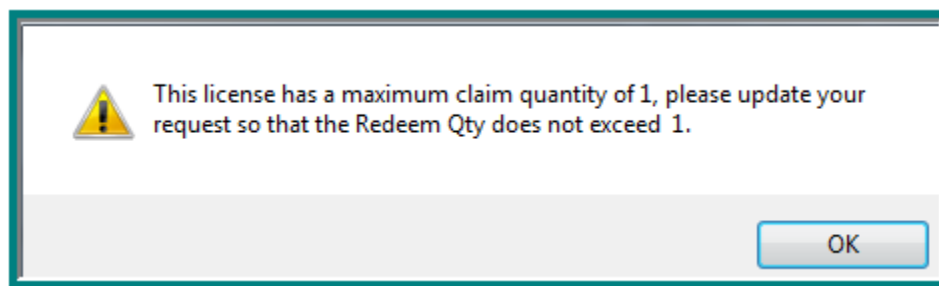 This license has a maximum claim quantity of 1, please update your
request so that the Redeem Qty does not exceed 1.
OK